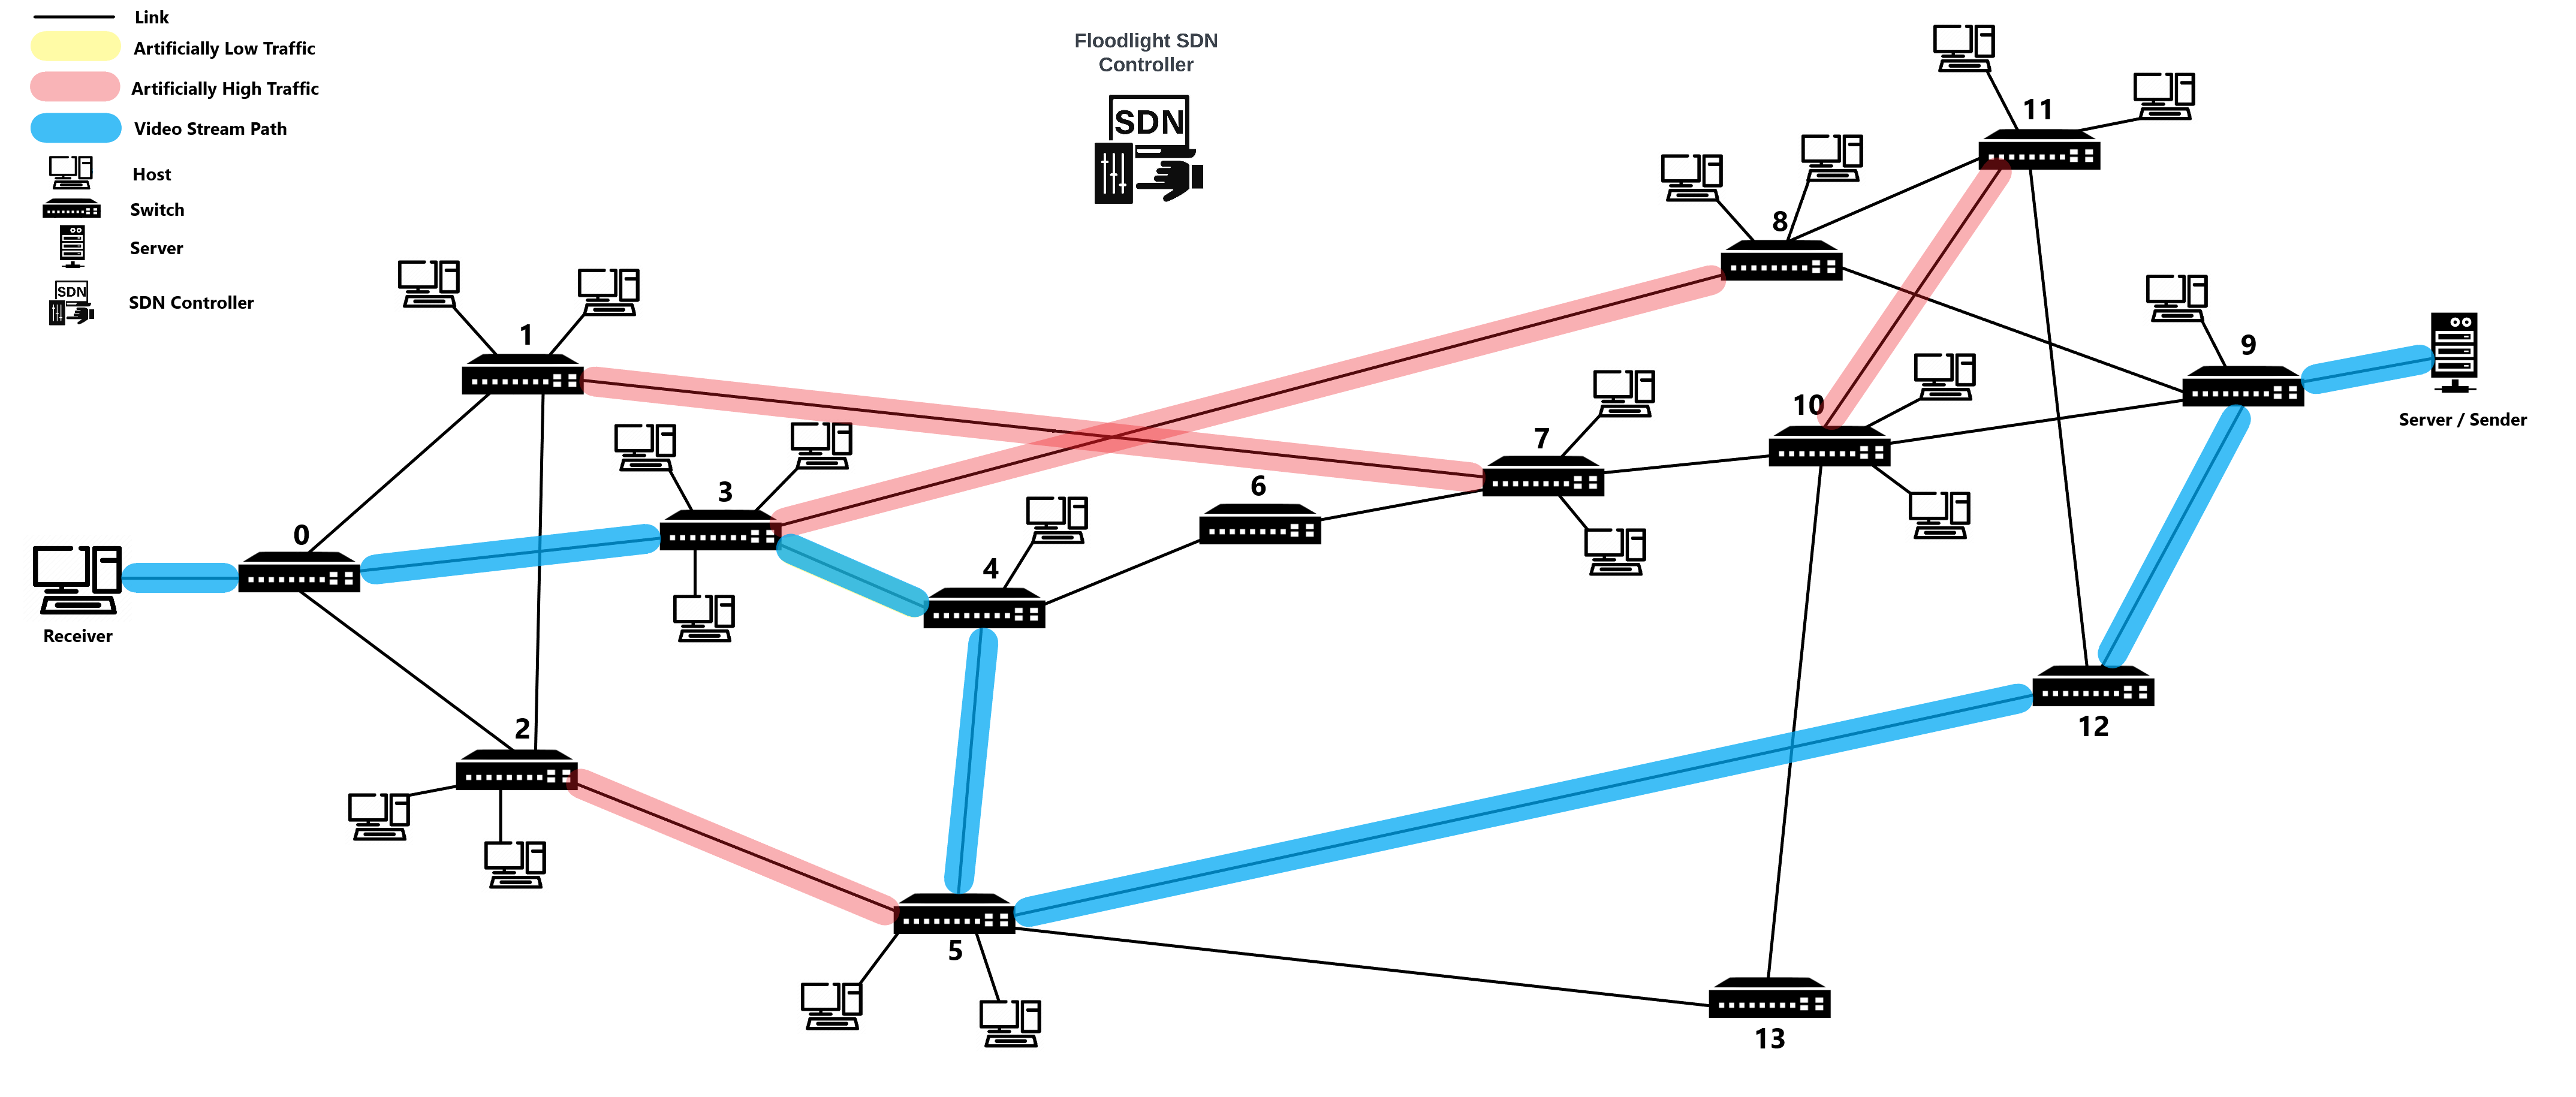 Link
Artificially Low Traffic
Artificially High Traffic
Video Stream Path
Host
Switch
Server
SDN
SDN Controller
Floodlight SDN
Controller
SDN
11
8
1
9
7
10
3
6
Server / Sender
0
4
Receiver
2
12
5
13